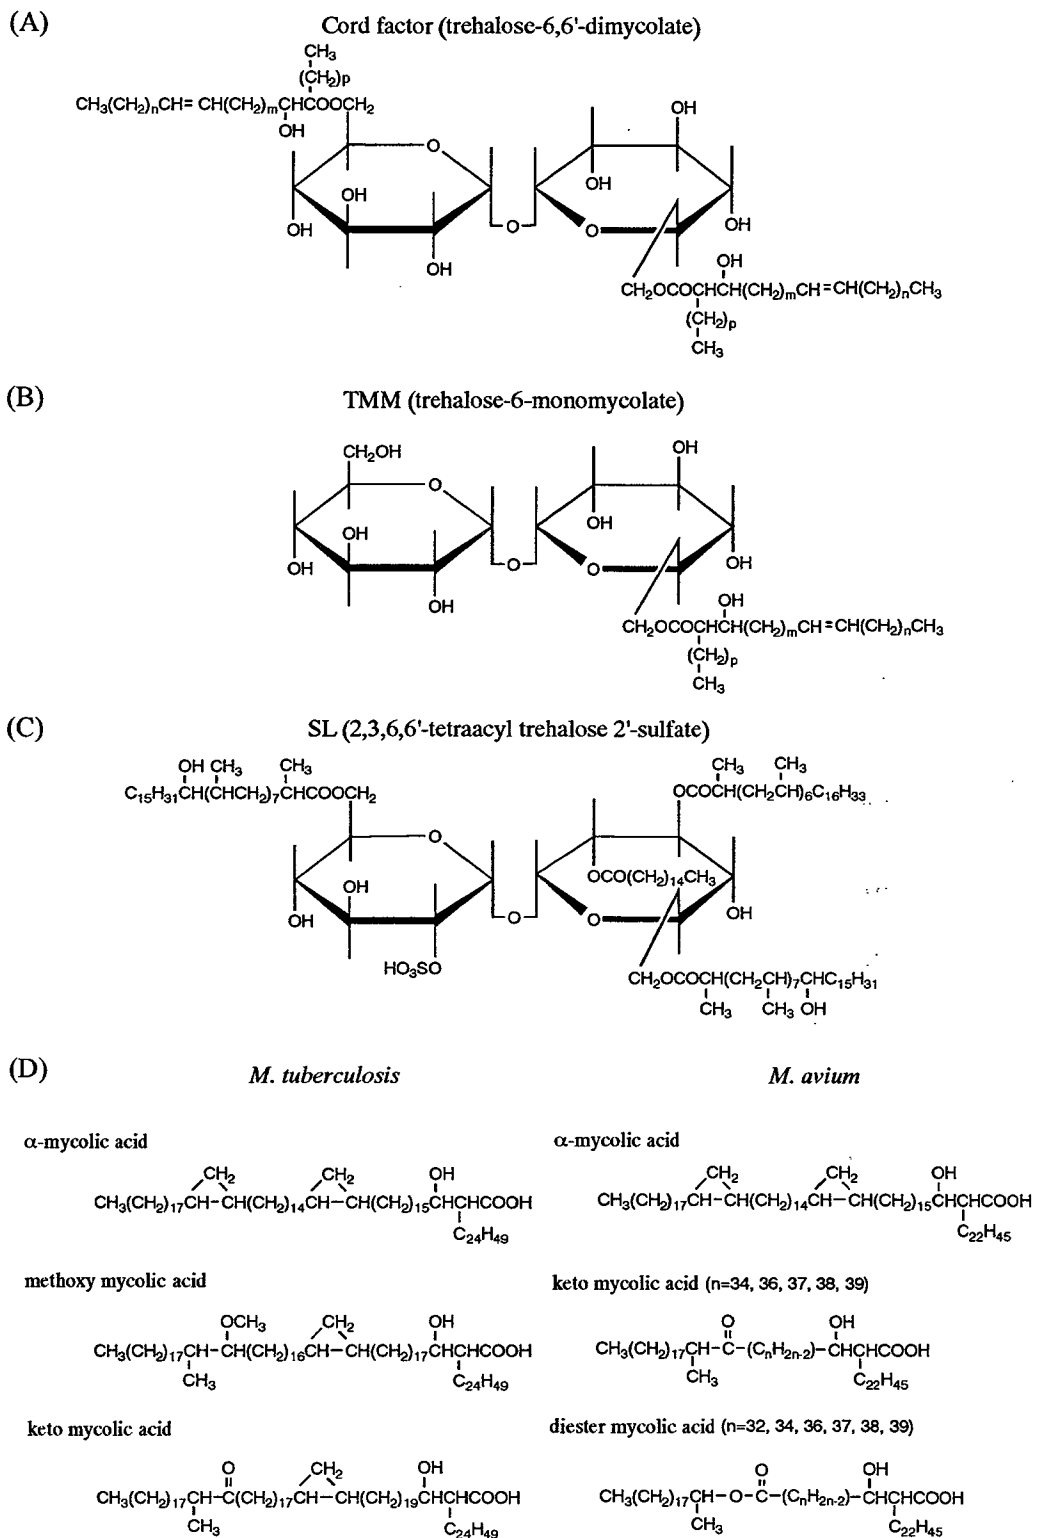 (A)
Cord factor (trehalose-6,6'-dimycolate)
CH3
(CH2)p
CH3(CH2)nCH=CH(CH2)mCHCHCOOCH2
OH
O
OH
OH
OH
OH
OH
O
O
OH
OH
CH2OCOCHCH(CH2)mCH=CH(CH2)nCH3
(CH2)p
CH3
(B)
TMM (trehalose-6-monomycolate)
CH2OH
O
OH
OH
OH
OH
OH
O
O
OH
OH
CH2OCOCHCH(CH2)mCH=CH(CH2)nCH3
(CH2)p
CH3
(C)
SL (2,3,6,6'-tetraacyl trehalose 2'-sulfate)
OH CH3 CH3
C15H31CH(CHCH2)7CHCOOCH2
CH3 CH3
OCOCH(CH2CH)6C16H33
O
OH
OCO(CH2)14CH3
OH
O
O
OH
HO3SO
CH2OCOCH(CH2CH)7CHC15H31
CH3 CH3 OH
(D)
M. tuberculosis
M. avium
α-mycolic acid
α-mycolic acid
CH2 CH2 OH
CH3(CH2)17CH-CH(CH2)14CH-CH(CH2)15CHCHCOOH
C24H49
CH2 CH2 OH
CH3(CH2)17CH-CH(CH2)14CH-CH(CH2)15CHCHCOOH
C22H45
methoxy mycolic acid
keto mycolic acid (n=34, 36, 37, 38, 39)
OCH3 CH2 OH
CH3(CH2)17CH-CH(CH2)16CH-CH(CH2)17CHCHCOOH
CH3 C24H49
O OH
CH3(CH2)17CH-C-(CnH2n-2)-CHCHCOOH
CH3 C22H45
keto mycolic acid
diester mycolic acid (n=32, 34, 36, 37, 38, 39)
O CH2 OH
CH3(CH2)17CH-C(CH2)17CH-CH(CH2)19CHCHCOOH
CH3 C24H49
O OH
CH3(CH2)17CH-O-C-(CnH2n-2)-CHCHCOOH
CH3 C22H45